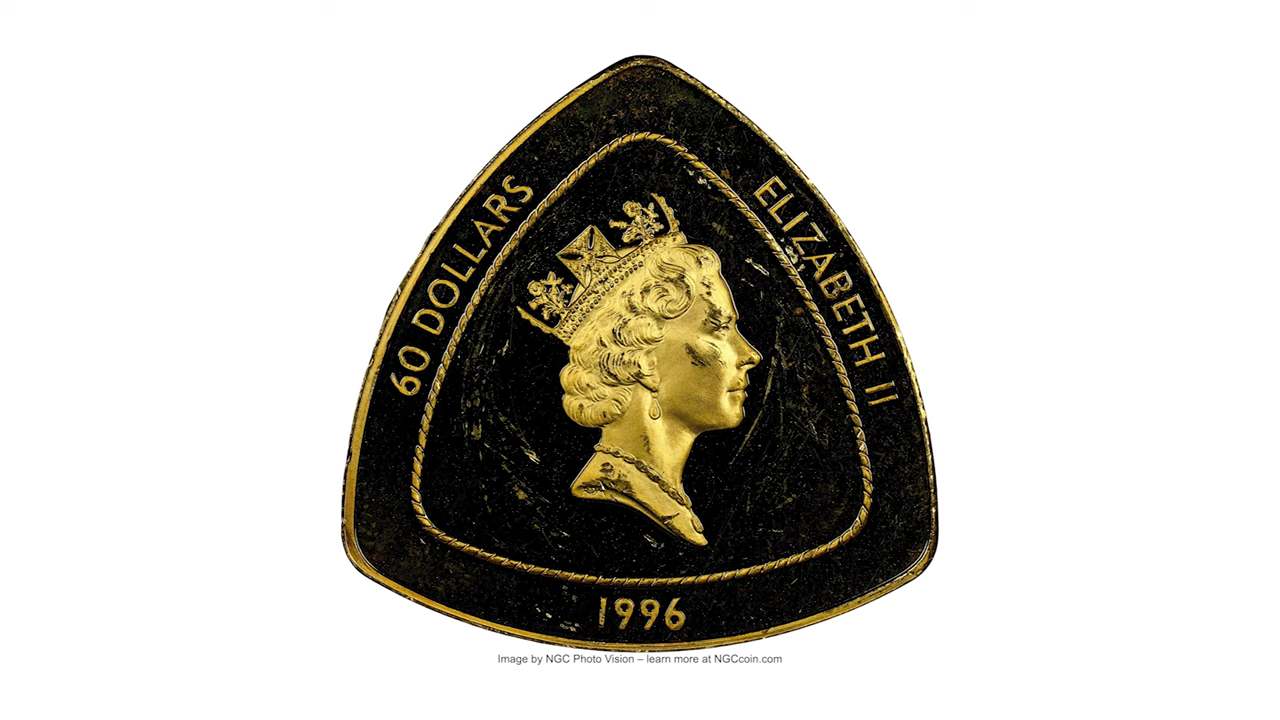 60 DOLLARS
ELIZABETH II
1996
Image by NGC Photo Vision – learn more at NGCcoin.com